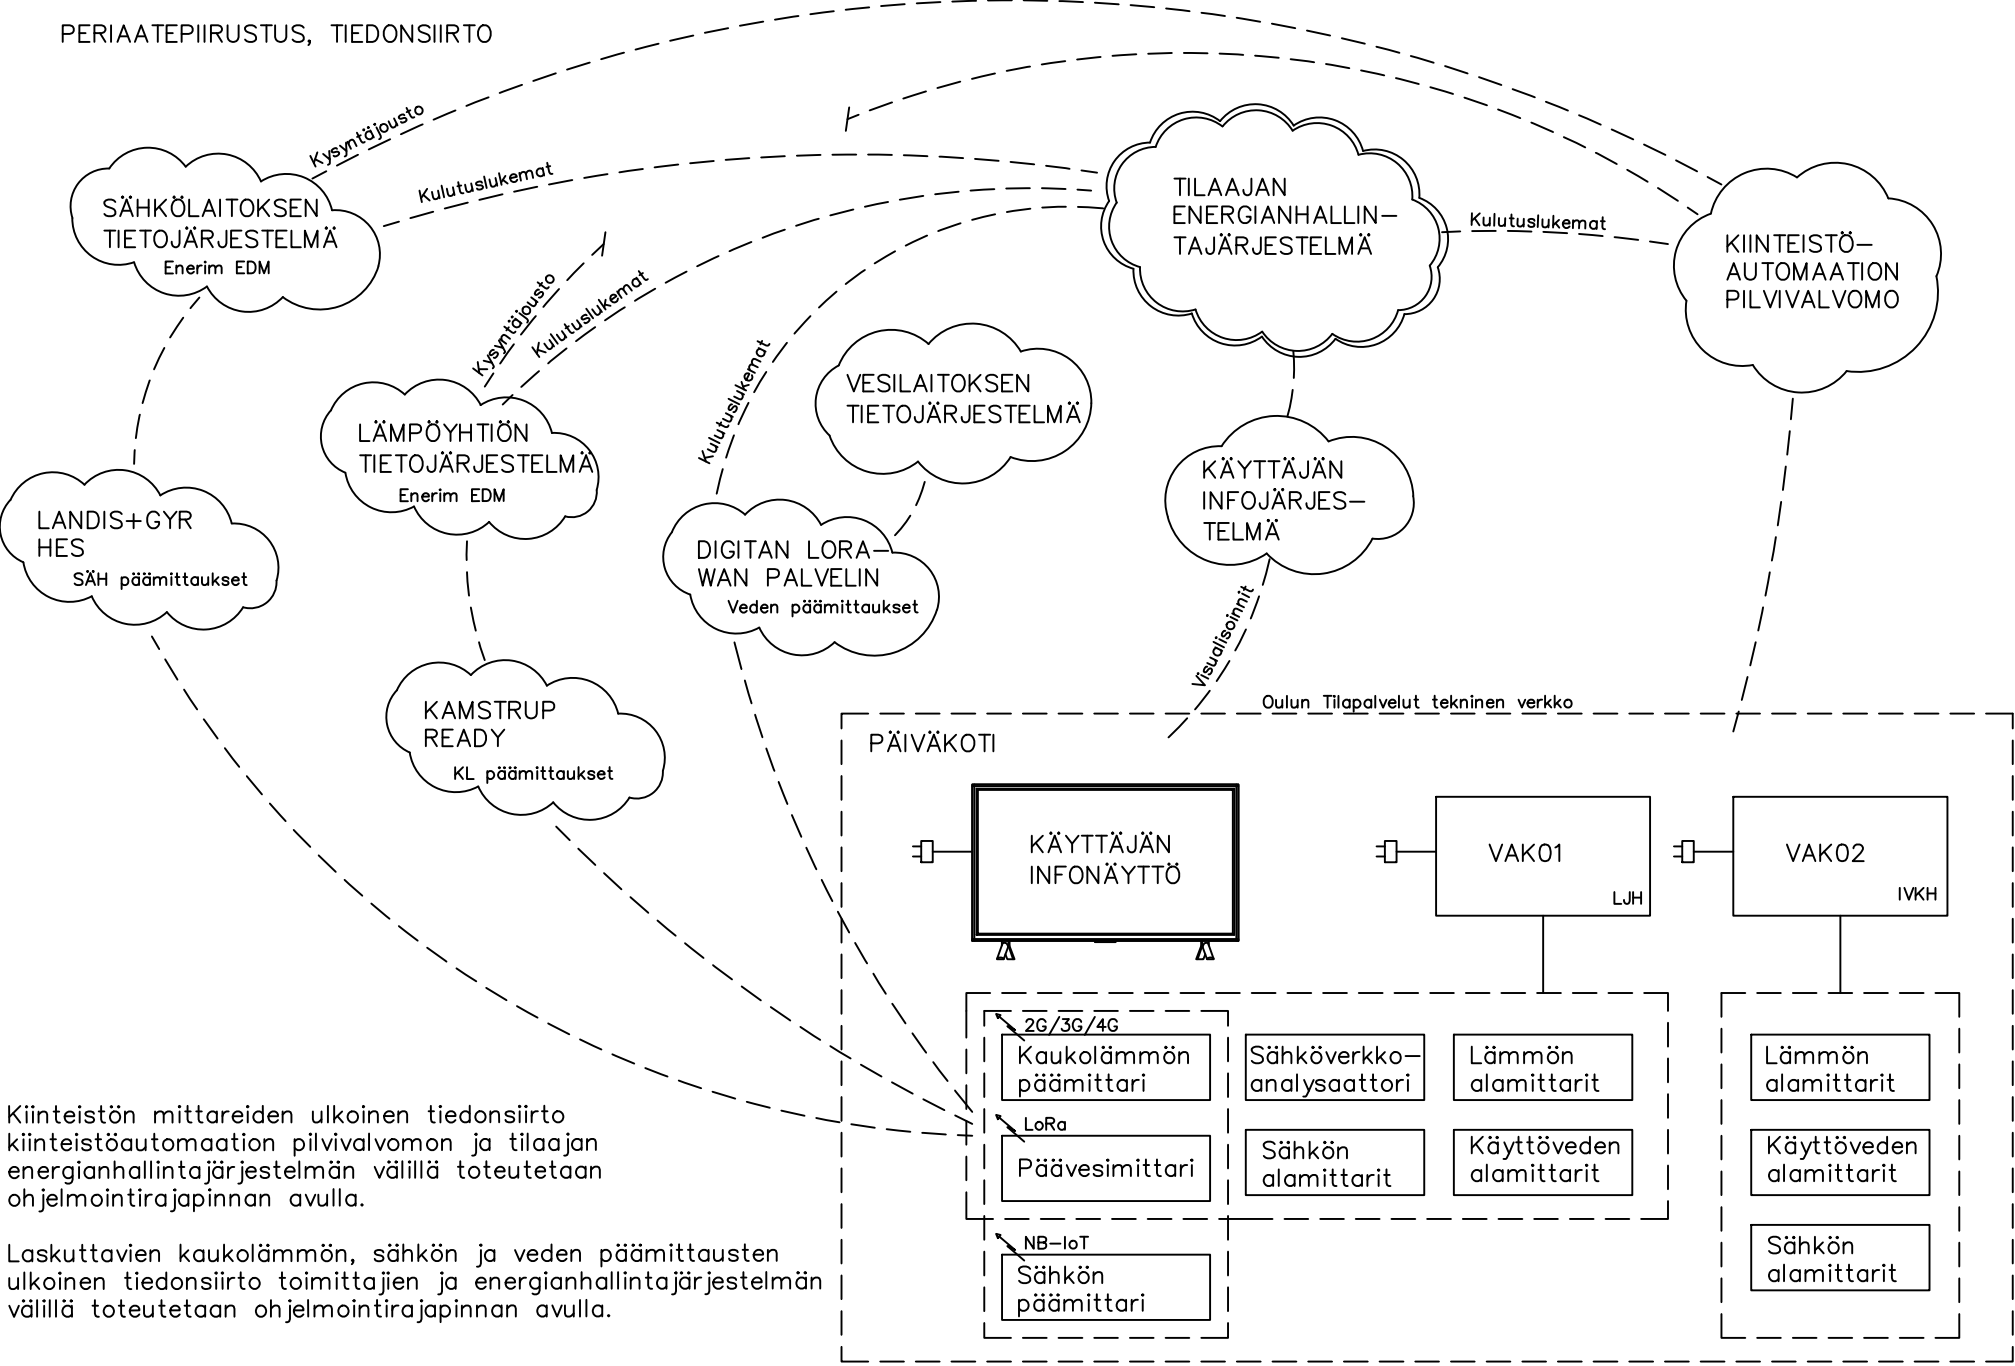 PERIAATEPIIRUSTUS, TIEDONSIIRTO
Kysyntäjousto
Kulutuslukemat
SÄHKÖLAITOKSEN
TIETOJÄRJESTELMÄ
Enerim EDM
TILAAJAN
ENERGIANHALLIN-
TAJÄRJESTELMÄ
Kulutuslukemat
KIINTEISTÖ-
AUTOMAATION
PILVIVALVOMO
Kysyntäjousto
Kulutuslukemat
Kulutuslukemat
VESILAITOKSEN
TIETOJÄRJESTELMÄ
LÄMPÖYHTIÖN
TIETOJÄRJESTELMÄ
Enerim EDM
KÄYTTÄJÄN
INFOJÄRJES-
TELMÄ
LANDIS+GYR
HES
SÄH päämittaukset
DIGITAN LORA-
WAN PALVELIN
Veden päämittaukset
Visualisoinnit
KAMSTRUP
READY
KL päämittaukset
Oulun Tilapalvelut tekninen verkko
PÄIVÄKOTI
KÄYTTÄJÄN
INFONÄYTTÖ
VAK01
LJH
VAK02
IVKH
2G/3G/4G
Kaukolämmön
päämittari
Sähköverkko-
analysaattori
Lämmön
alamittarit
Lämmön
alamittarit
LoRa
Päävesimittari
Sähkön
alamittarit
Käyttöveden
alamittarit
Käyttöveden
alamittarit
NB-IoT
Sähkön
päämittari
Sähkön
alamittarit
Kiinteistön mittareiden ulkoinen tiedonsiirto
kiinteistöautomaation pilvivalvomon ja tilaajan
energianhallintajärjestelmän välillä toteutetaan
ohjelmointirajapinnan avulla.
Laskuttavien kaukolämmön, sähkön ja veden päämittausten
ulkoinen tiedonsiirto toimittajien ja energianhallintajärjestelmän
välillä toteutetaan ohjelmointirajapinnan avulla.